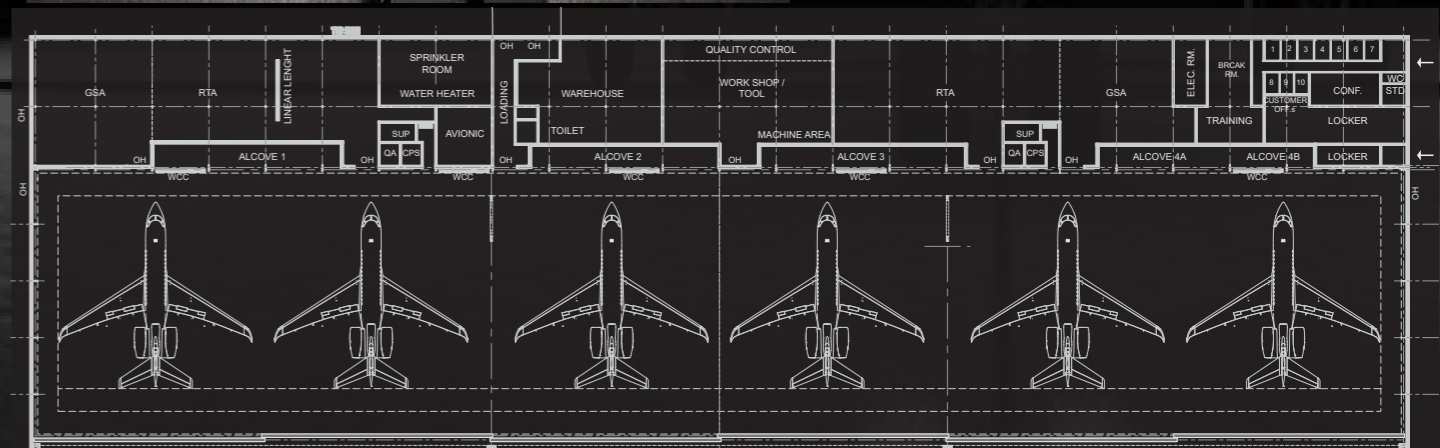 OH OH
QUALITY CONTROL
1 2 3 4 5 6 7
SPRINKLER
ROOM
ELEC. RM.
BRCAK
RM.
WC
GSA
RTA
LINEAR LENGHT
WATER HEATER
LOADING
WAREHOUSE
WORK SHOP /
TOOL
RTA
GSA
8 9 10
CONF.
STD
CUSTOMER
OFF.s
OH
SUP
AVIONIC
TOILET
MACHINE AREA
SUP
TRAINING
LOCKER
OH
ALCOVE 1
OH
QA CPS
OH
ALCOVE 2
OH
ALCOVE 3
OH
QA CPS
OH
ALCOVE 4A
ALCOVE 4B
LOCKER
WCC
WCC
WCC
WCC
WCC
OH
OH